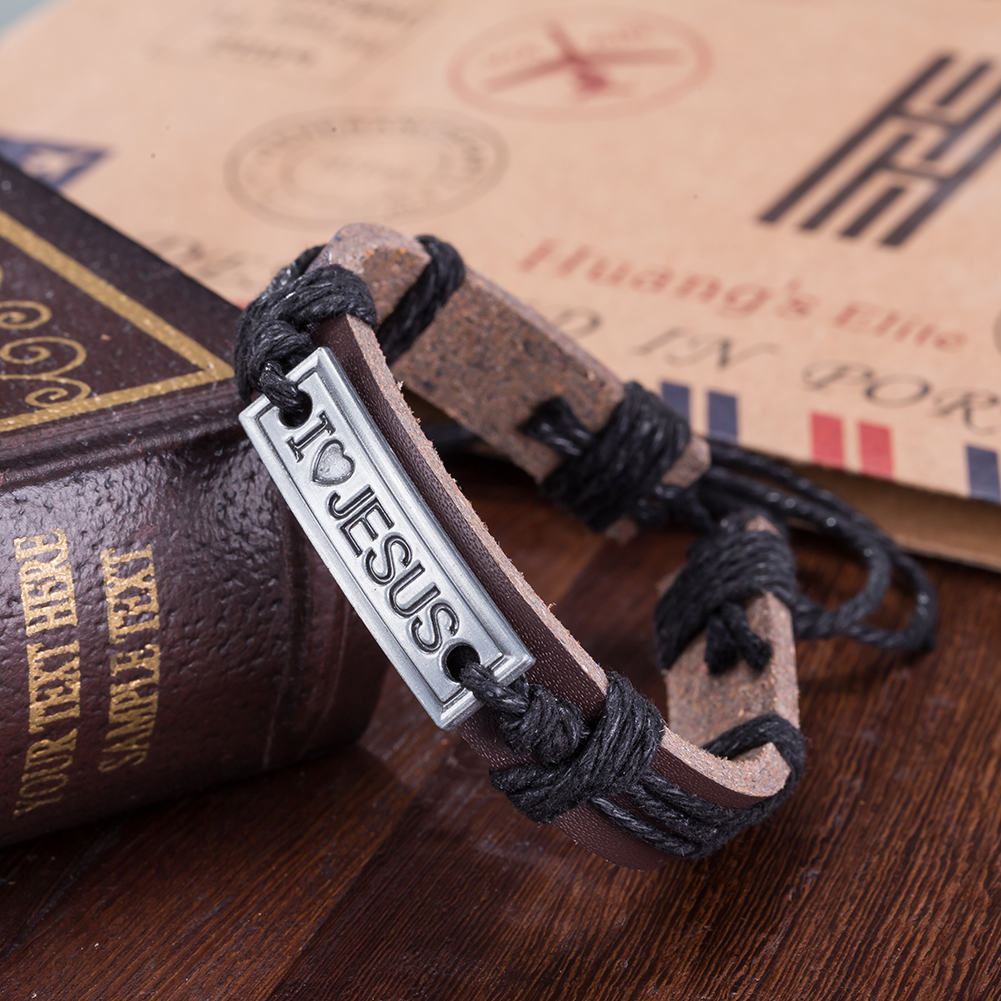 Huang's Elite
IN POR
I ♥ JESUS
YOUR TEXT HERE
SAMPLE TEXT